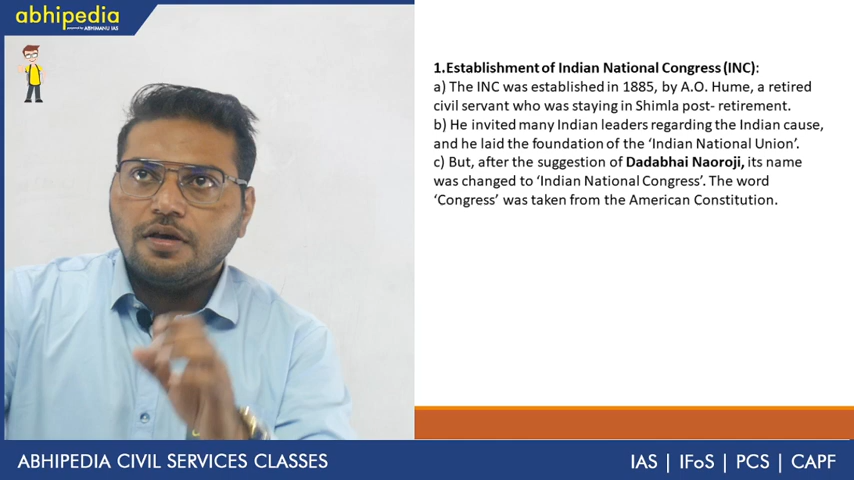 abhipedia
powered by ABHIMANU IAS
1.Establishment of Indian National Congress (INC):
a) The INC was established in 1885, by A.O. Hume, a retired
civil servant who was staying in Shimla post- retirement.
b) He invited many Indian leaders regarding the Indian cause,
and he laid the foundation of the ‘Indian National Union’.
c) But, after the suggestion of Dadabhai Naoroji, its name
was changed to ‘Indian National Congress’. The word
‘Congress’ was taken from the American Constitution.
ABHIPEDIA CIVIL SERVICES CLASSES
IAS | IFoS | PCS | CAPF